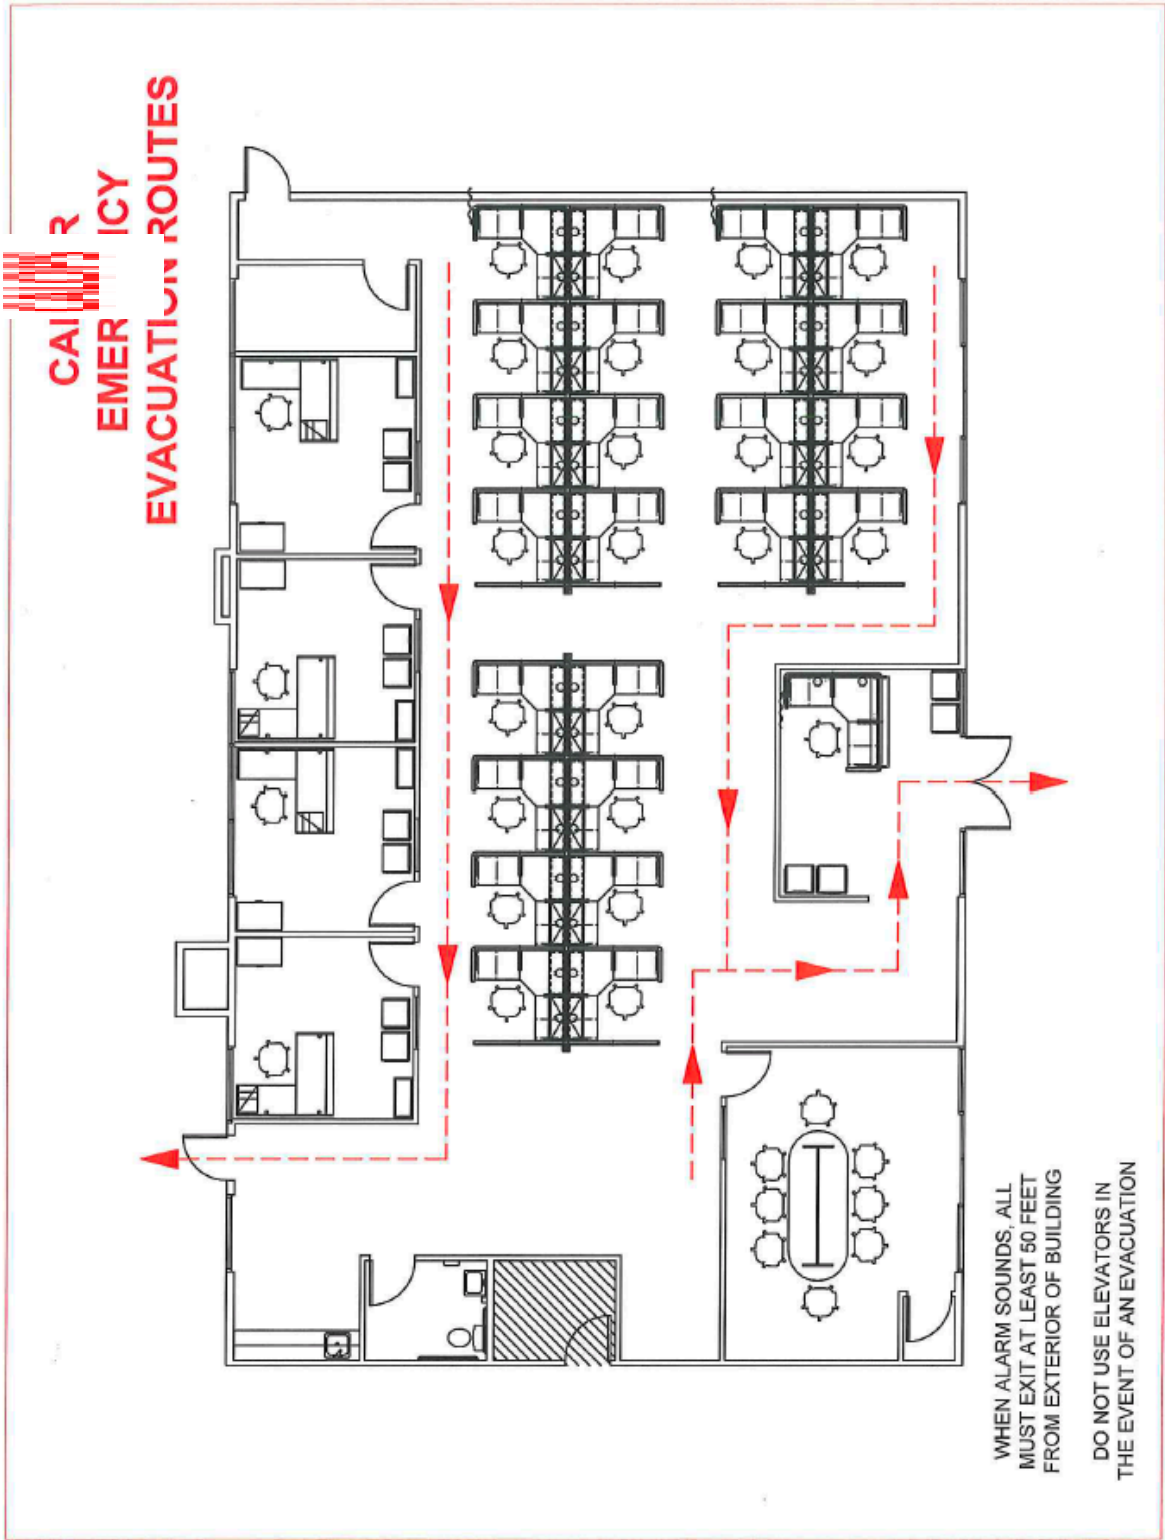 EVACUATION ROUTES
WHEN ALARM SOUNDS, ALL
MUST EXIT AT LEAST 50 FEET
FROM EXTERIOR OF BUILDING
DO NOT USE ELEVATORS IN
THE EVENT OF AN EVACUATION